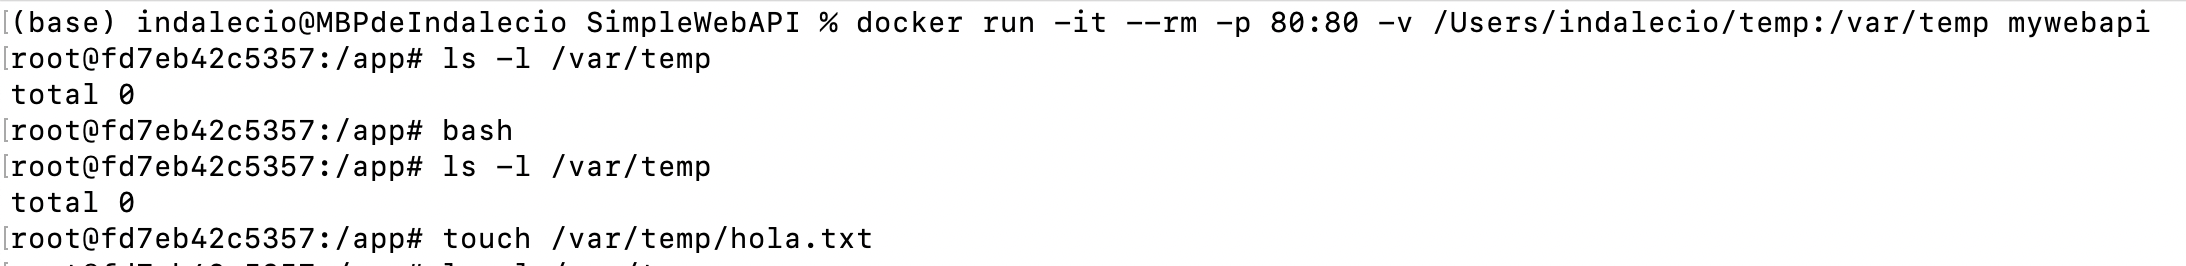 (base) indalecio@MBPdeIndalecio SimpleWebAPI % docker run -it --rm -p 80:80 -v /Users/indalecio/temp:/var/temp mywebapi
root@fd7eb42c5357:/app# ls -l /var/temp
total 0
root@fd7eb42c5357:/app# bash
root@fd7eb42c5357:/app# ls -l /var/temp
total 0
root@fd7eb42c5357:/app# touch /var/temp/hola.txt